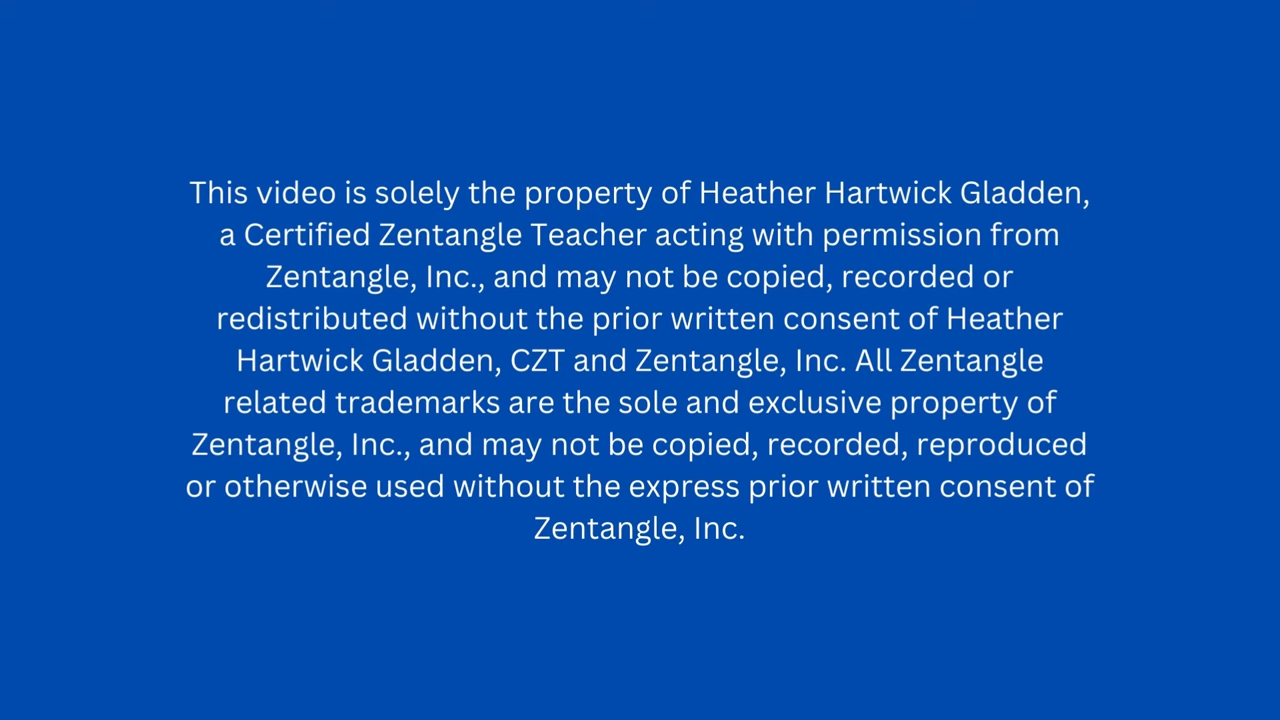 This video is solely the property of Heather Hartwick Gladden,
a Certified Zentangle Teacher acting with permission from
Zentangle, Inc., and may not be copied, recorded or
redistributed without the prior written consent of Heather
Hartwick Gladden, CZT and Zentangle, Inc. All Zentangle
related trademarks are the sole and exclusive property of
Zentangle, Inc., and may not be copied, recorded, reproduced
or otherwise used without the express prior written consent of
Zentangle, Inc.